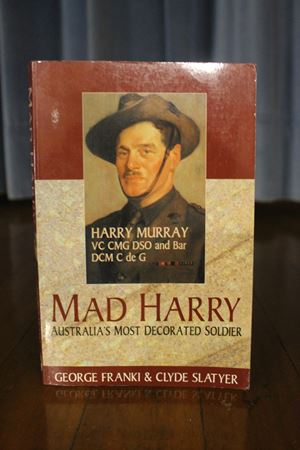 HARRY MURRAY
VC CMG DSO and Bar
DCM C de G
MAD HARRY
AUSTRALIA'S MOST DECORATED SOLDIER
GEORGE FRANKI & CLYDE SLATYER